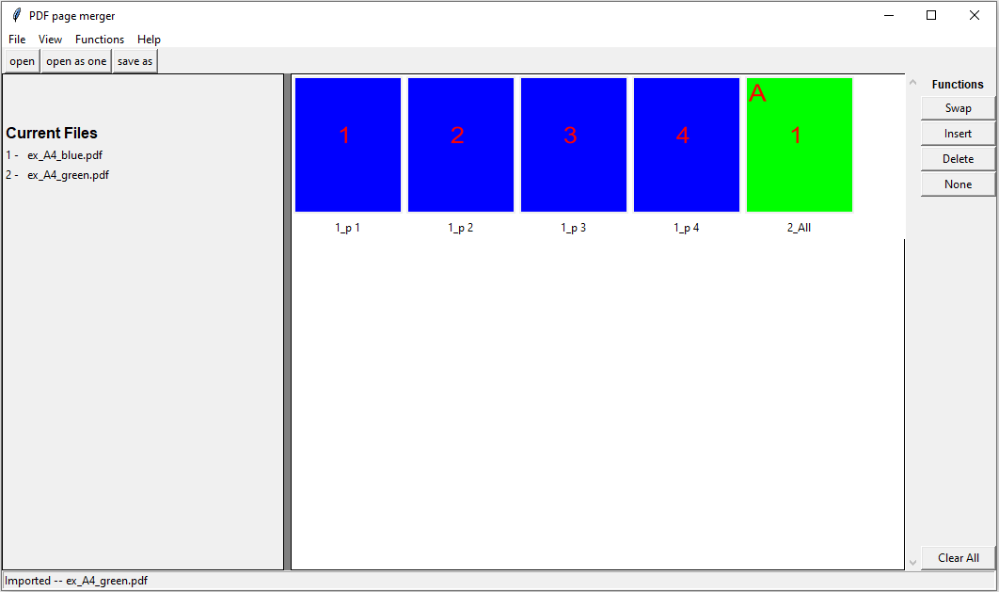 PDF page merger
File View Functions Help
open open as one save as
Current Files
1 - ex_A4_blue.pdf
2 - ex_A4_green.pdf
A
1 2 3 4 1
1_p 1 1_p 2 1_p 3 1_p 4 2_All
Functions
Swap
Insert
Delete
None
Clear All
Imported -- ex_A4_green.pdf